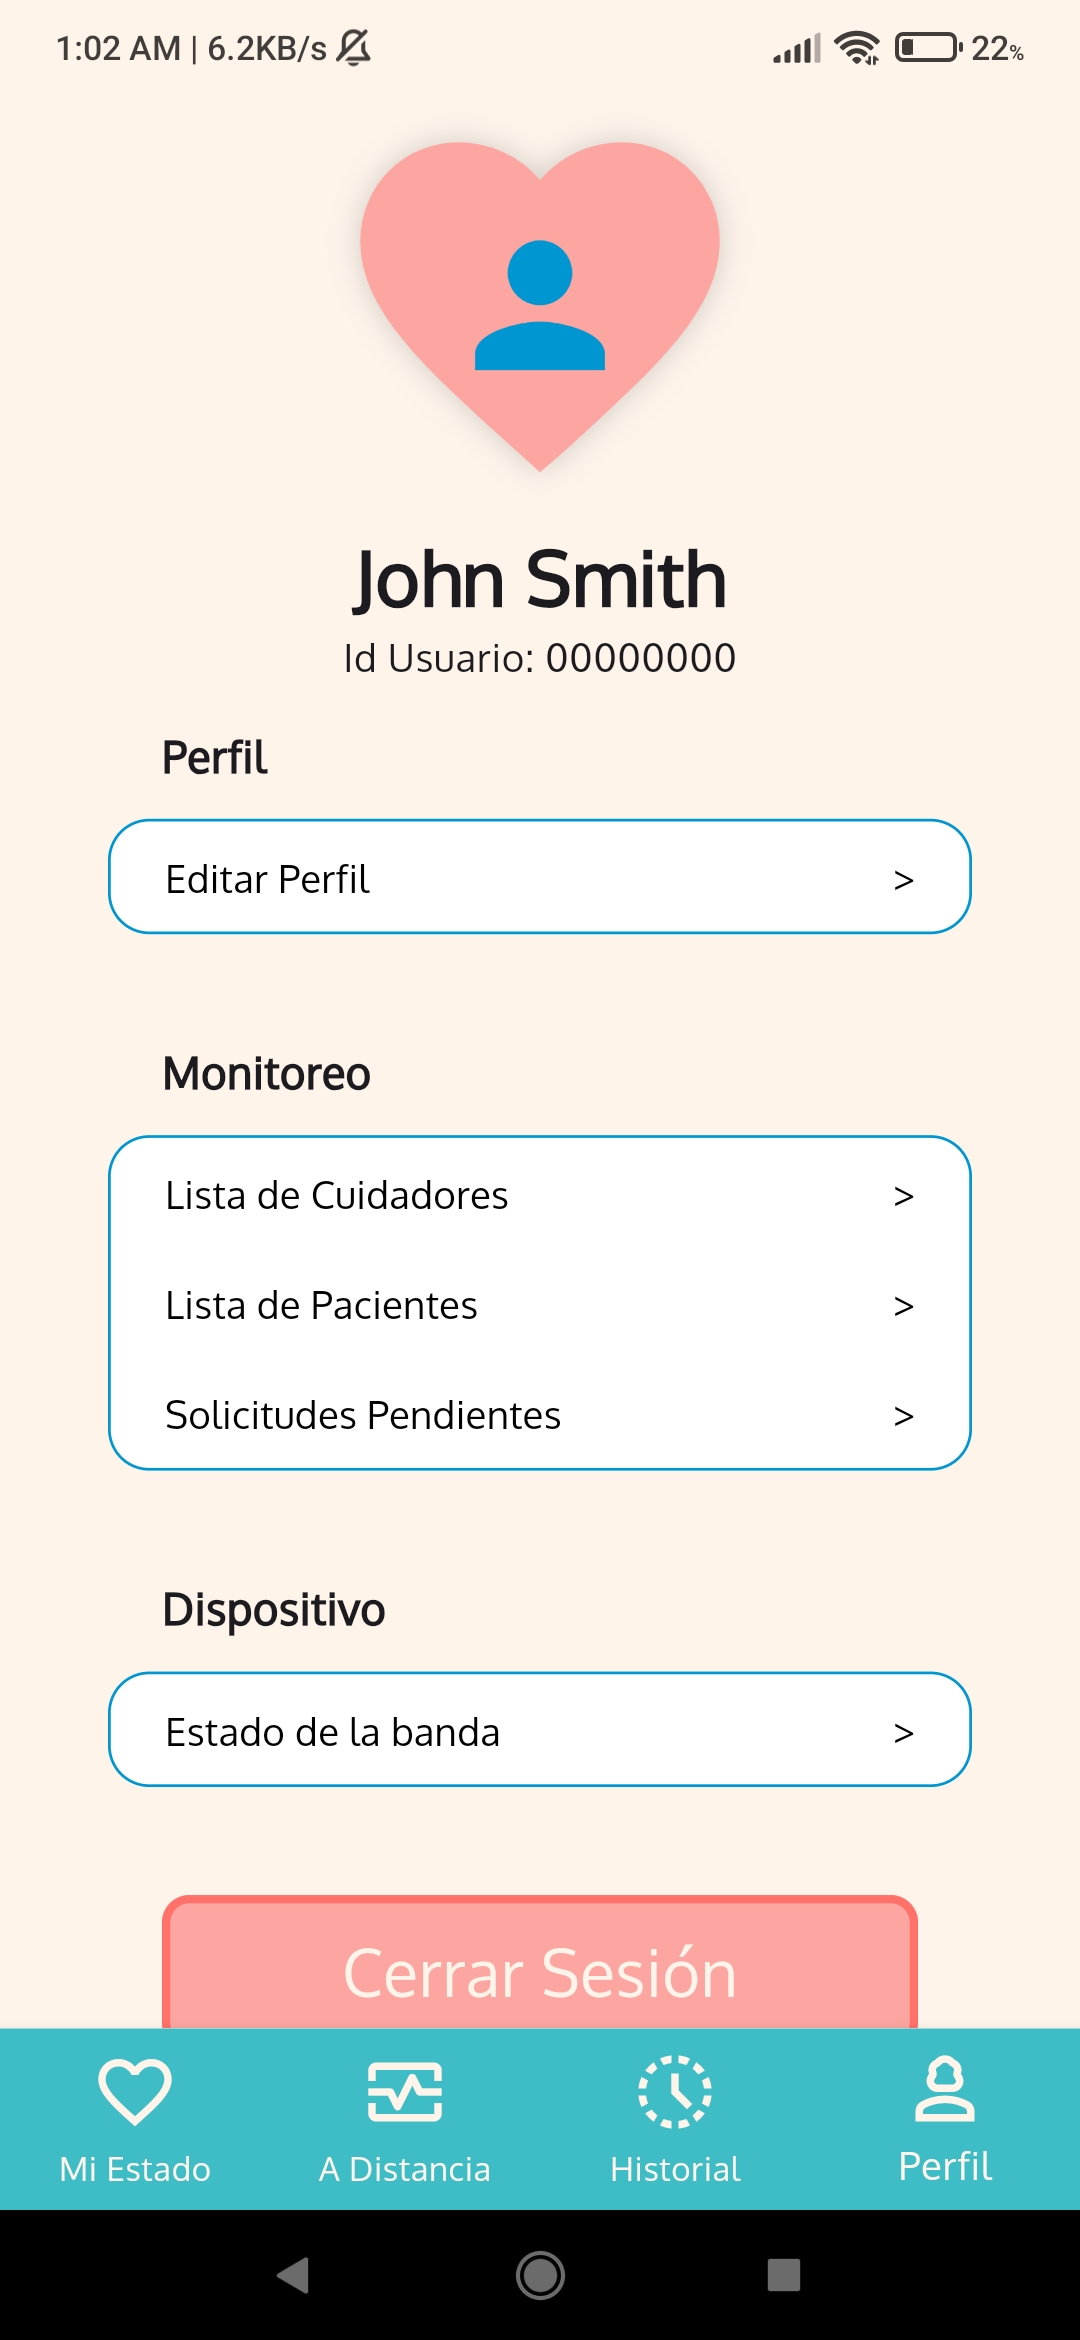 1:02 AM | 6.2KB/s 22%
John Smith
Id Usuario: 00000000
Perfil
Editar Perfil >
Monitoreo
Lista de Cuidadores >
Lista de Pacientes >
Solicitudes Pendientes >
Dispositivo
Estado de la banda >
Cerrar Sesión
Mi Estado A Distancia Historial Perfil